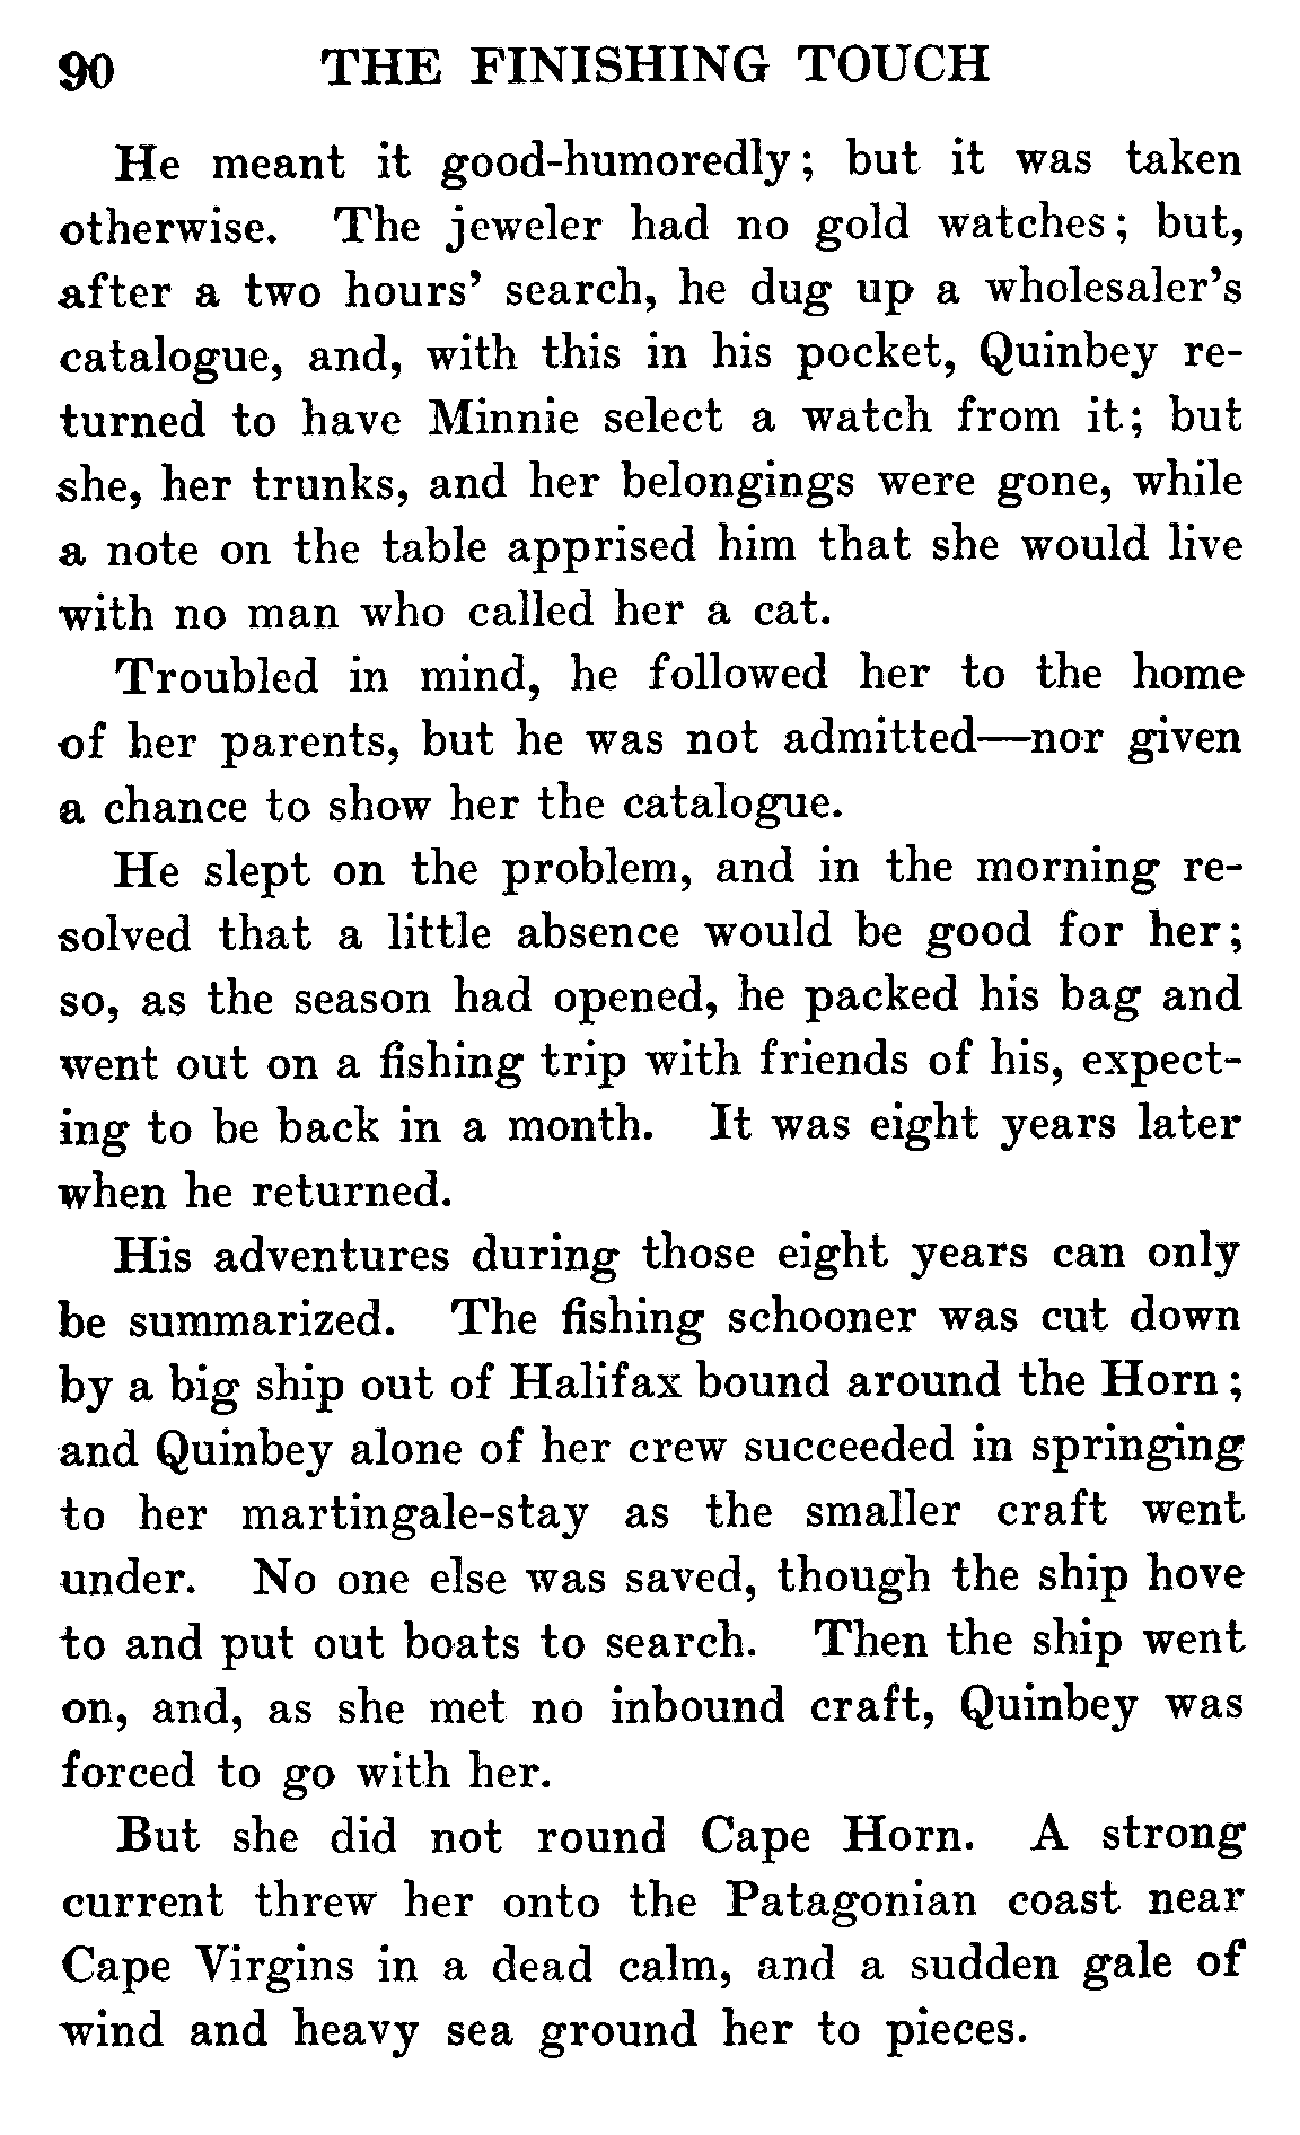 90 THE FINISHING TOUCH
He meant it good-humoredly; but it was taken
otherwise. The jeweler had no gold watches; but,
after a two hours' search, he dug up a wholesaler's
catalogue, and, with this in his pocket, Quinbey re-
turned to have Minnie select a watch from it; but
she, her trunks, and her belongings were gone, while
a note on the table apprised him that she would live
with no man who called her a cat.
Troubled in mind, he followed her to the home
of her parents, but he was not admitted—nor given
a chance to show her the catalogue.
He slept on the problem, and in the morning re-
solved that a little absence would be good for her;
so, as the season had opened, he packed his bag and
went out on a fishing trip with friends of his, expect-
ing to be back in a month. It was eight years later
when he returned.
His adventures during those eight years can only
be summarized. The fishing schooner was cut down
by a big ship out of Halifax bound around the Horn;
and Quinbey alone of her crew succeeded in springing
to her martingale-stay as the smaller craft went
under. No one else was saved, though the ship hove
to and put out boats to search. Then the ship went
on, and, as she met no inbound craft, Quinbey was
forced to go with her.
But she did not round Cape Horn. A strong
current threw her onto the Patagonian coast near
Cape Virgins in a dead calm, and a sudden gale of
wind and heavy sea ground her to pieces.